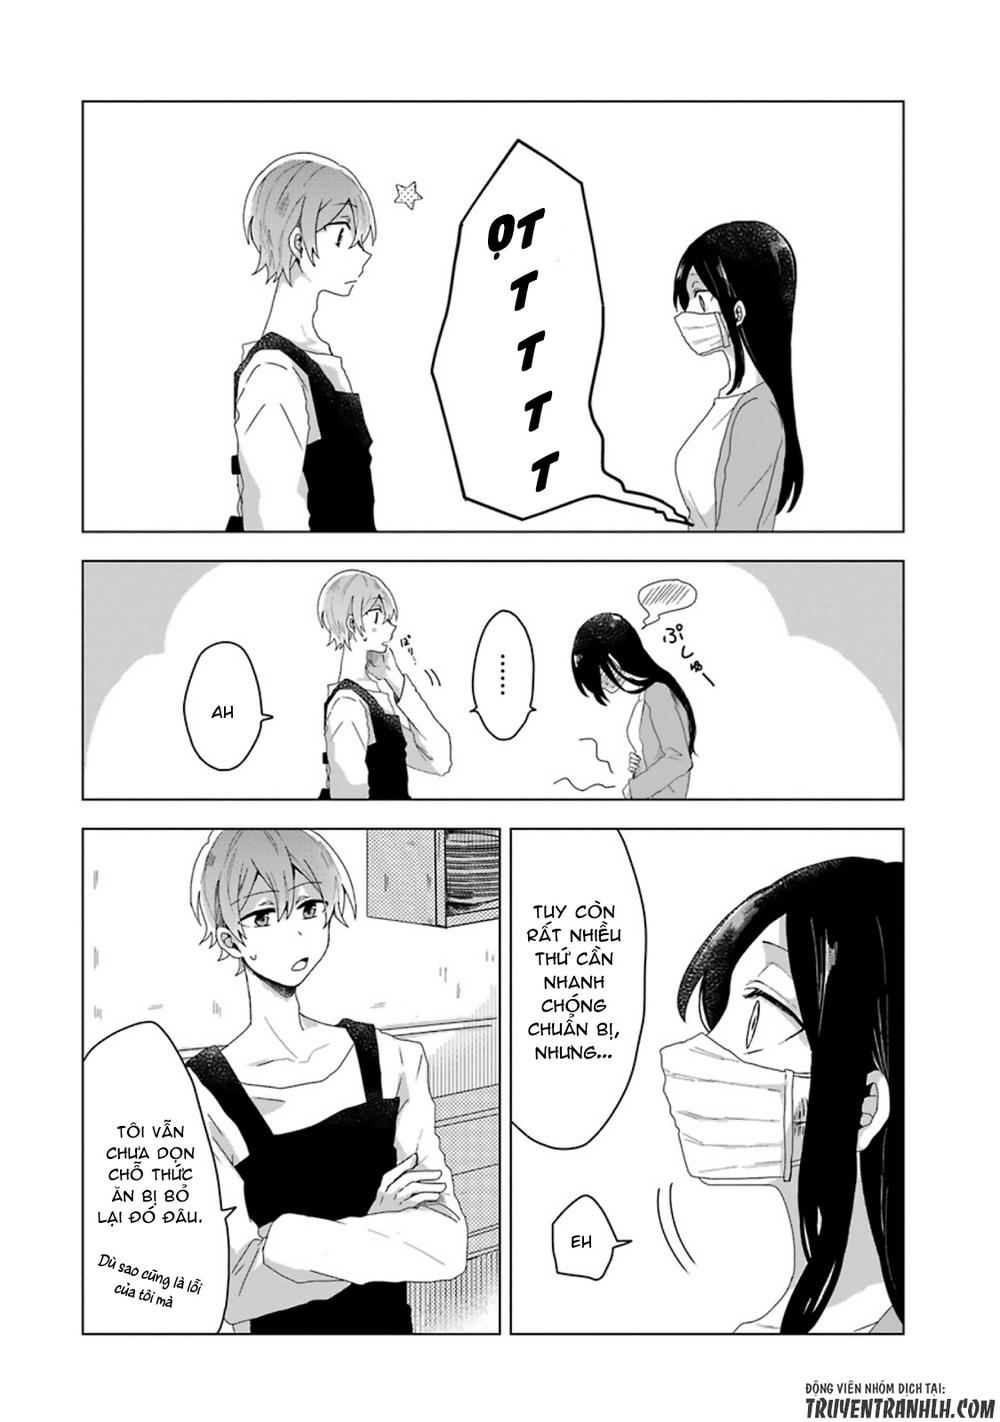 ỌT
T
T
T
T
ぷしゅー
......
ぽり…
AH
TUY CÒN
RẤT NHIỀU
THỨ CẦN
NHANH
CHÓNG
CHUẨN BỊ,
NHƯNG...
EH
TÔI VẪN
CHƯA DỌN
CHỖ THỨC
ĂN BỊ BỎ
LẠI ĐÓ ĐÂU.
Dù sao cũng là lỗi
của tôi mà
ĐỘNG VIÊN NHÓM DỊCH TẠI:
TRUYENTRANHLH.COM